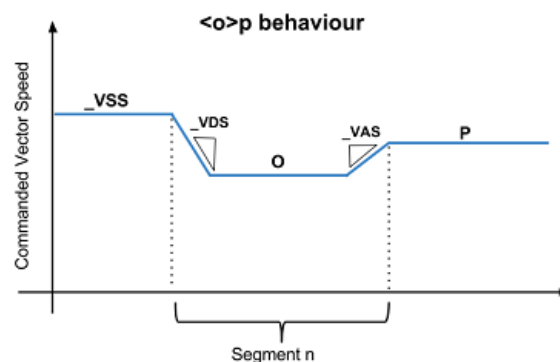 <o>p behaviour
Commanded Vector Speed
_VSS
_VDS
O
_VAS
P
Segment n